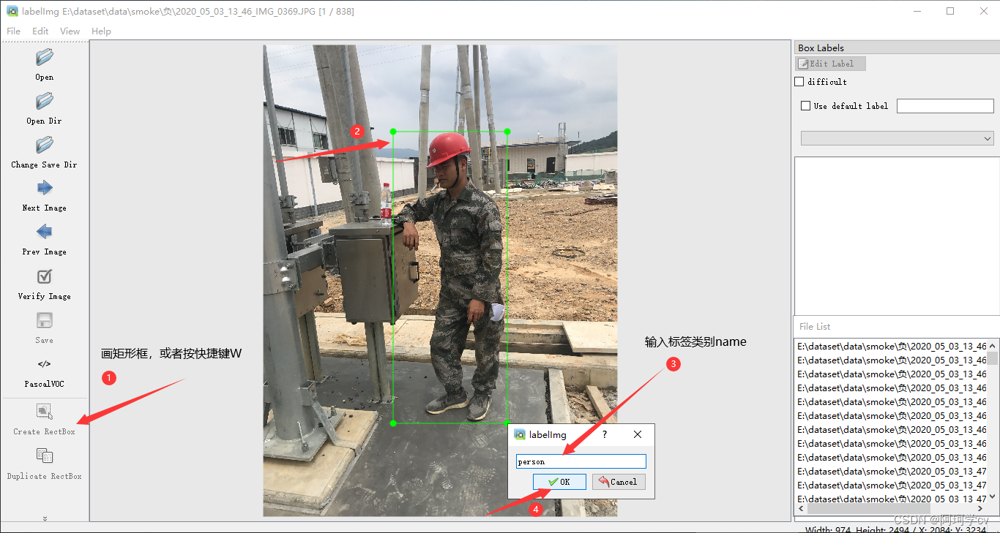 labelImg E:\dataset\data\smoke\负\2020_05_03_13_46_IMG_0369.JPG [1 / 838]
File Edit View Help
Open
Open Dir
Change Save Dir
Next Image
Prev Image
Verify Image
Save
</>
PascalVOC
Create RectBox
Duplicate RectBox
画矩形框，或者按快捷键W
1
2
输入标签类别name
3
labelImg ?
person
OK Cancel
4
Box Labels
Edit Label
difficult
Use default label
File List
E:\dataset\data\smoke\负\2020_05_03_13_46
E:\dataset\data\smoke\负\2020_05_03_13_46
E:\dataset\data\smoke\负\2020_05_03_13_46
E:\dataset\data\smoke\负\2020_05_03_13_46
E:\dataset\data\smoke\负\2020_05_03_13_46
E:\dataset\data\smoke\负\2020_05_03_13_46
E:\dataset\data\smoke\负\2020_05_03_13_46
E:\dataset\data\smoke\负\2020_05_03_13_46
E:\dataset\data\smoke\负\2020_05_03_13_46
E:\dataset\data\smoke\负\2020_05_03_13_47
E:\dataset\data\smoke\负\2020_05_03_13_47
E:\dataset\data\smoke\负\2020_05_03_13_47
CSDN @阿珂学cv
Width: 974, Height: 2494 / X: 2084; Y: 3234